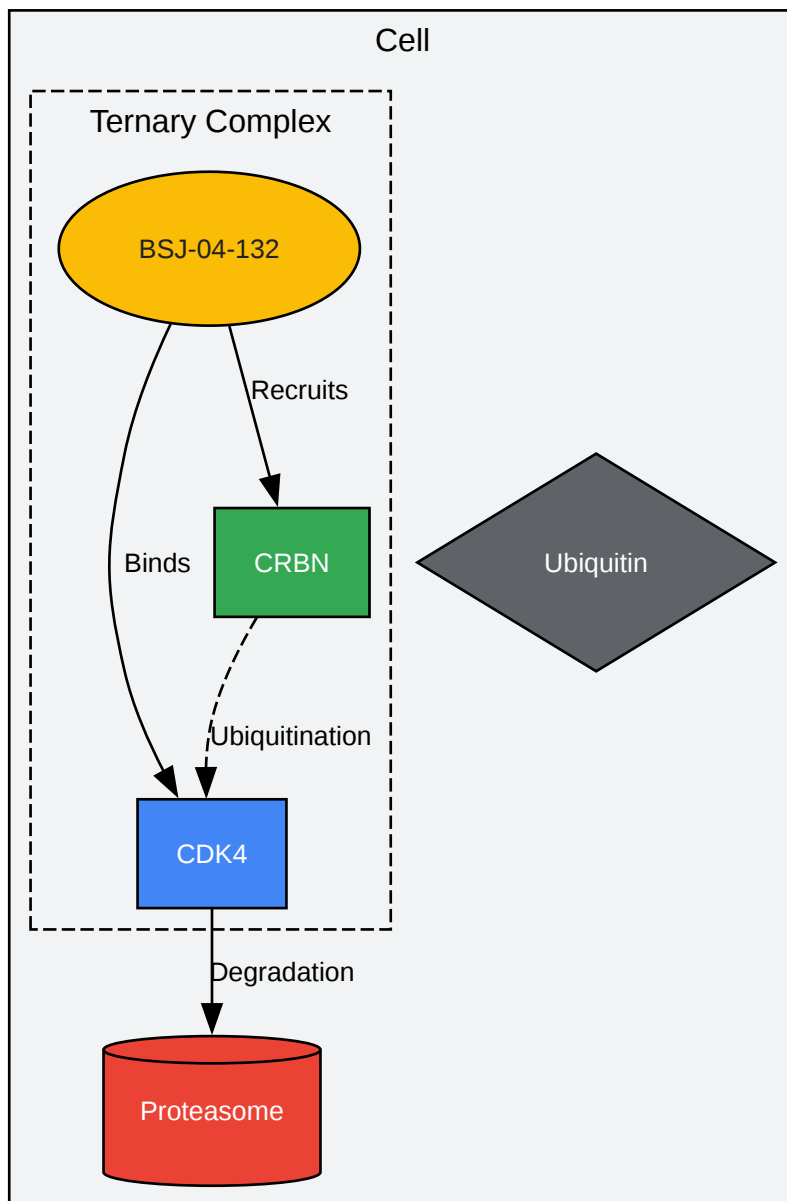 Cell
Ternary Complex
BSJ-04-132
Recruits
Binds
CRBN
Ubiquitin
Ubiquitination
CDK4
Degradation
Proteasome